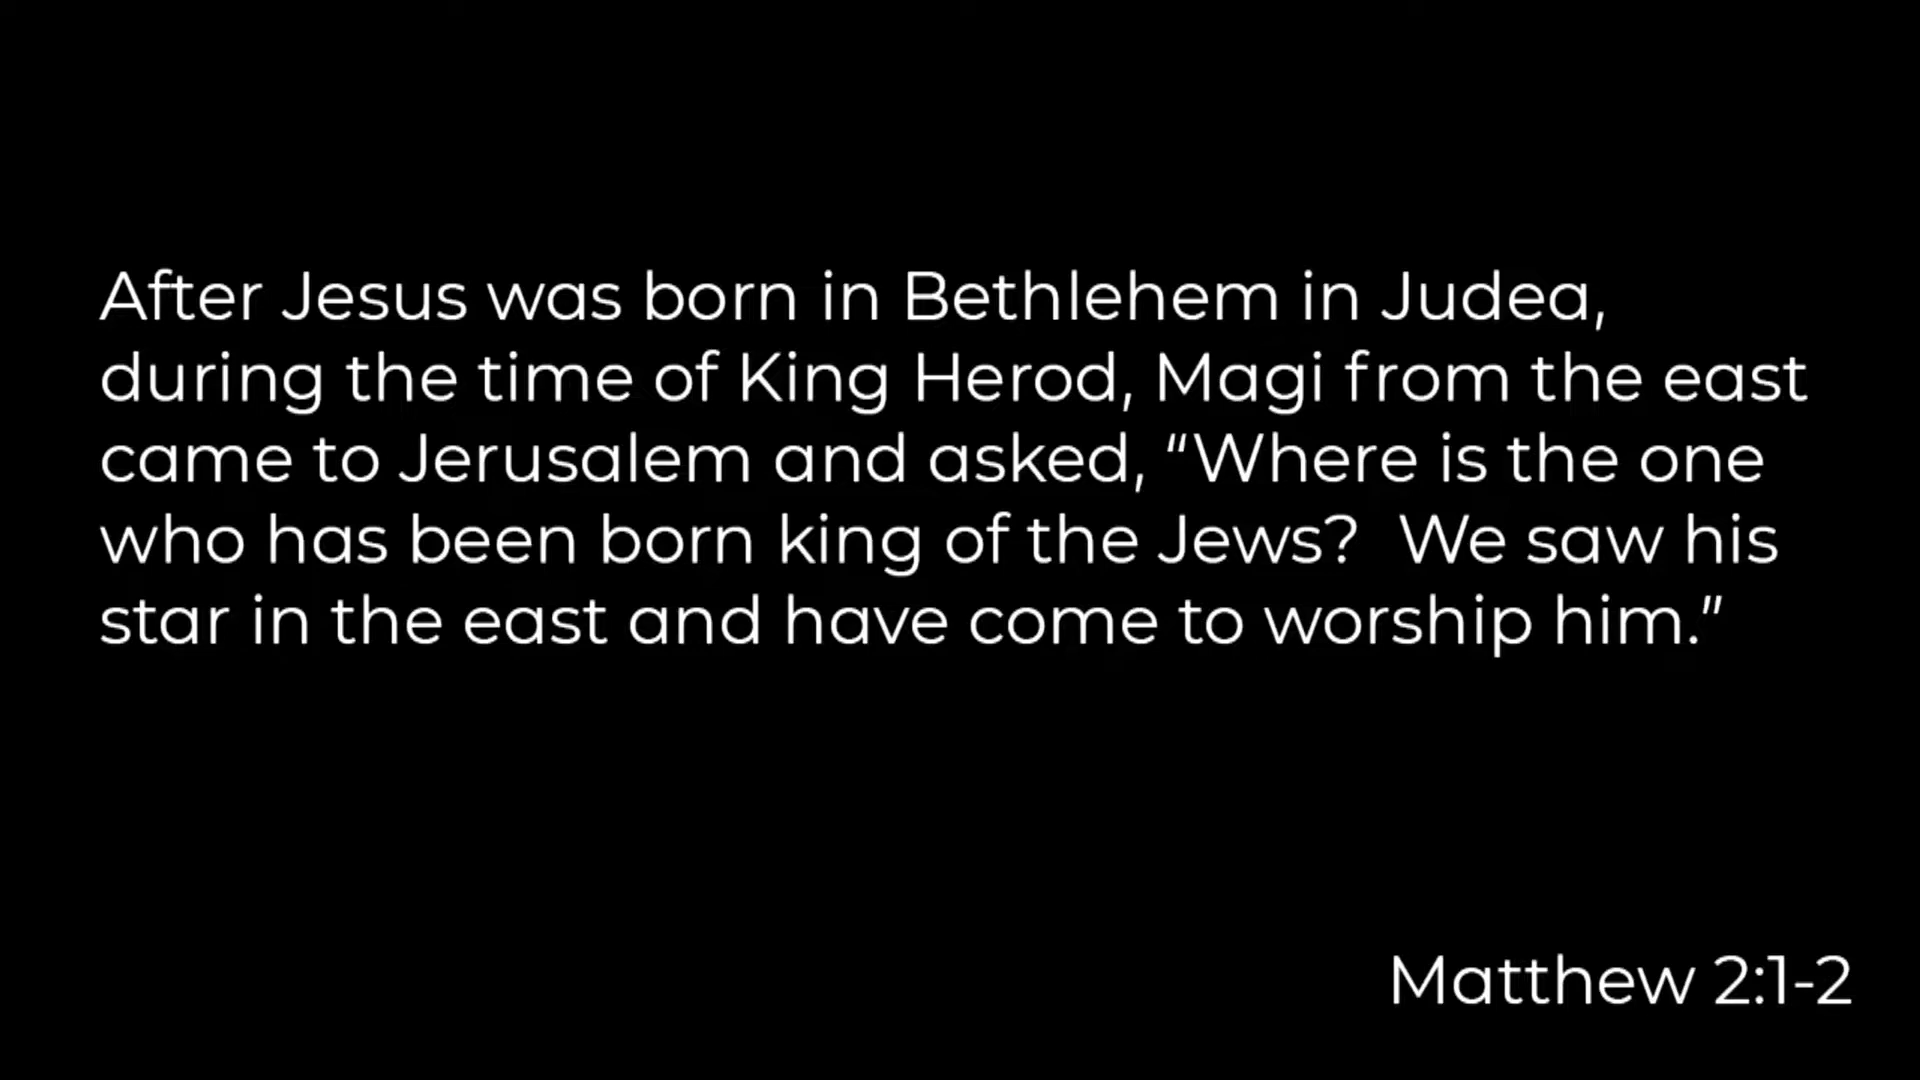 After Jesus was born in Bethlehem in Judea,
during the time of King Herod, Magi from the east
came to Jerusalem and asked, “Where is the one
who has been born king of the Jews?  We saw his
star in the east and have come to worship him.”
Matthew 2:1-2